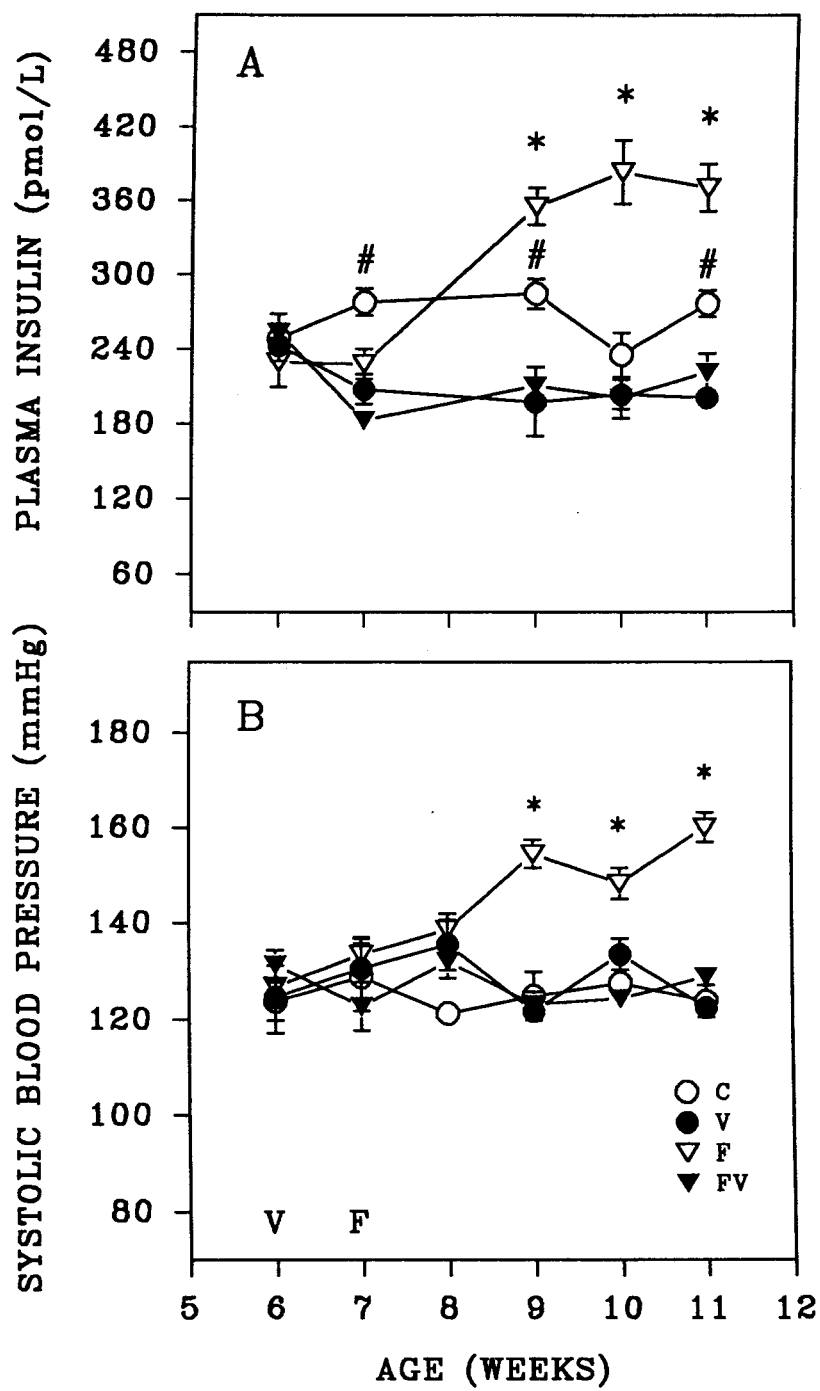 PLASMA INSULIN (pmol/L)
480
420
360
300
240
180
120
60
A
*
*
*
#
#
#
SYSTOLIC BLOOD PRESSURE (mmHg)
180
160
140
120
100
80
B
*
*
*
C
V
F
FV
V F
5 6 7 8 9 10 11 12
AGE (WEEKS)